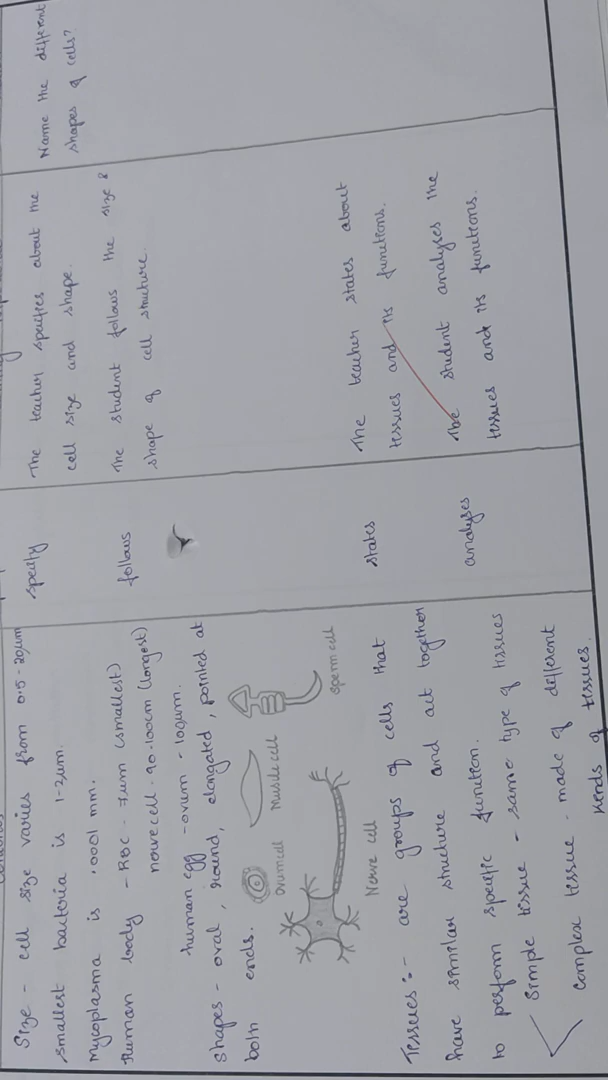 Size - cell size varies from 0.5-20µm
smallest bacteria is 1-2µm.
Mycoplasma is .0001 mm.
Human body - RBC - 7µm (smallest)
nerve cell - 90-100cm (longest)
human egg - ovum - 109µm.
shapes - oval, round, elongated, pointed at
both ends.
Ovum cell
Muscle cell
Sperm cell
Nerve cell
Tissues:- are groups of cells that
have similar structure and act together
to perform specific function.
Simple tissue - same type of tissues
Complex tissue - made of different
kinds of tissues.
specify
follows
states
analyses
The teacher specifies about the
cell size and shape.
The student follows the size &
shape of cell structure.
The teacher states about
tissues and its functions.
The student analyses the
tissues and its functions.
Name the different
shapes of cells?